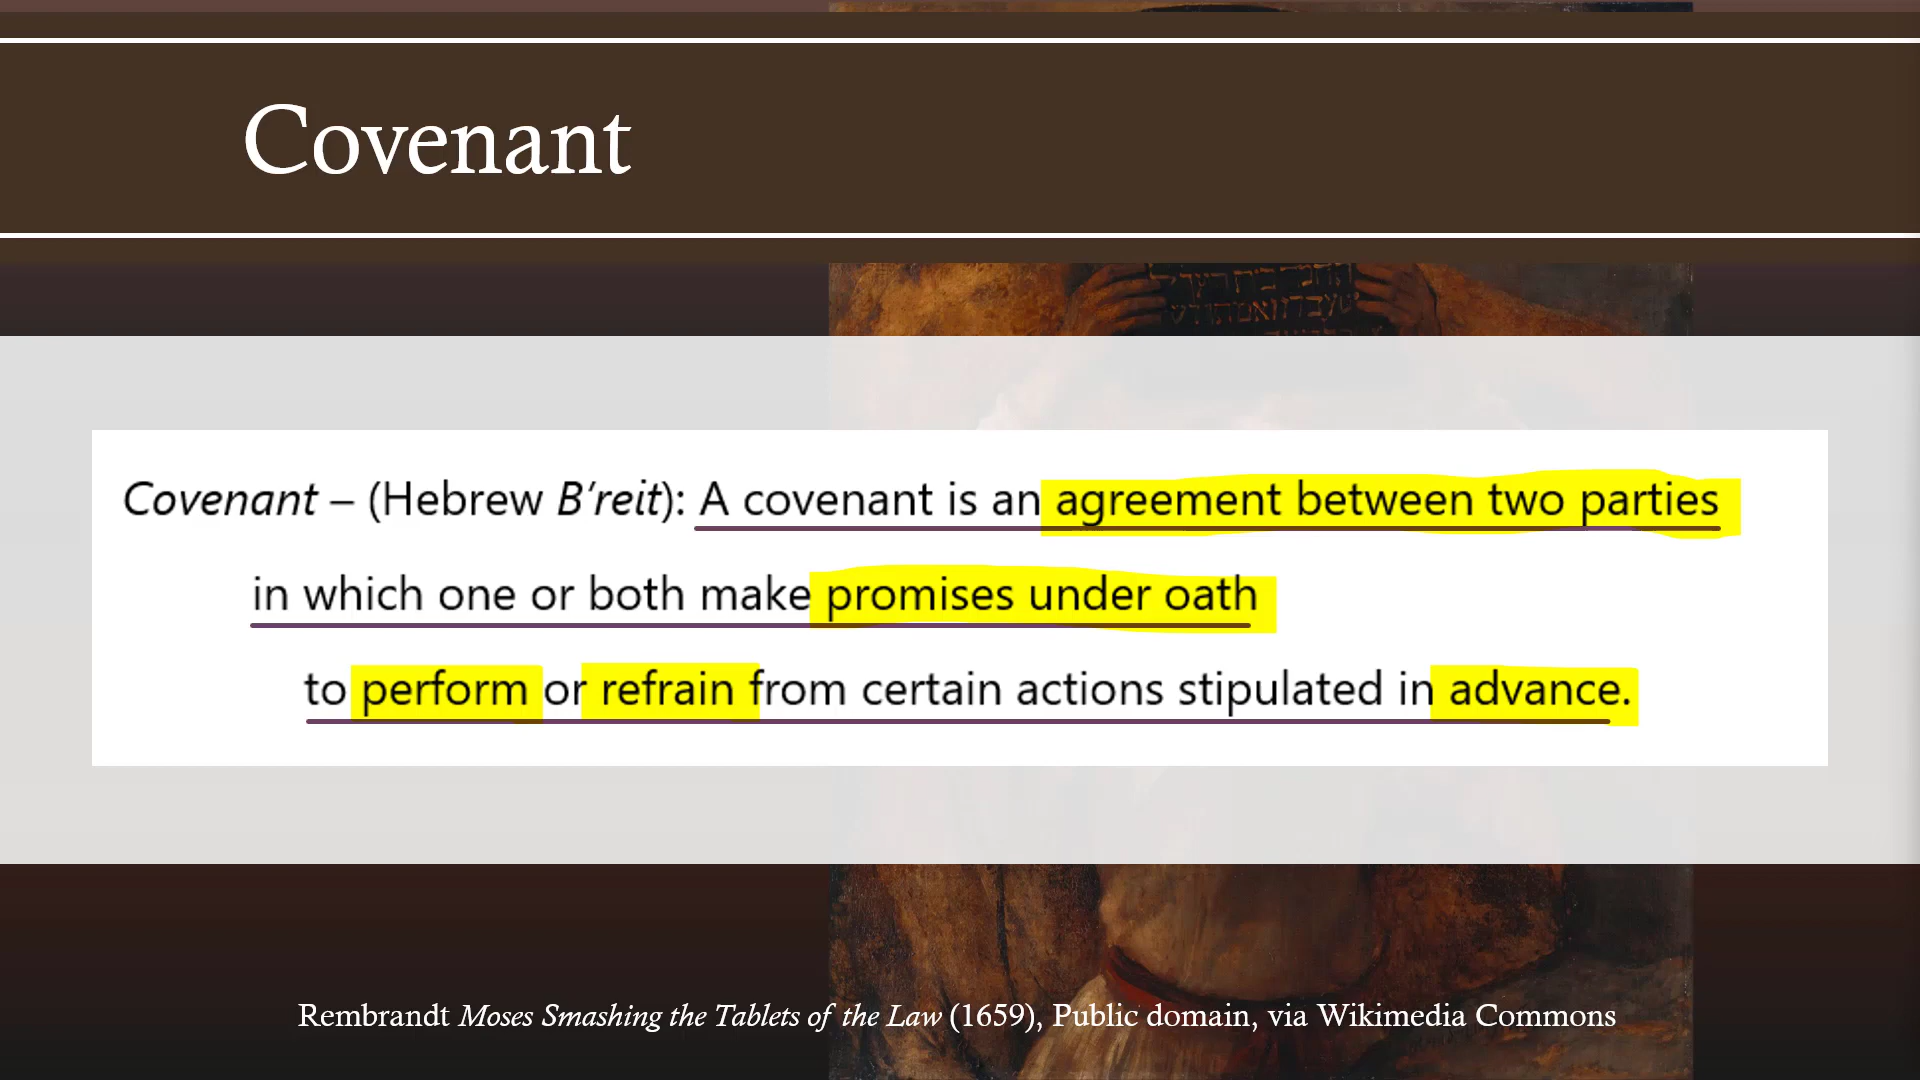 Covenant
Covenant – (Hebrew B’reit): A covenant is an agreement between two parties
in which one or both make promises under oath
to perform or refrain from certain actions stipulated in advance.
Rembrandt Moses Smashing the Tablets of the Law (1659), Public domain, via Wikimedia Commons